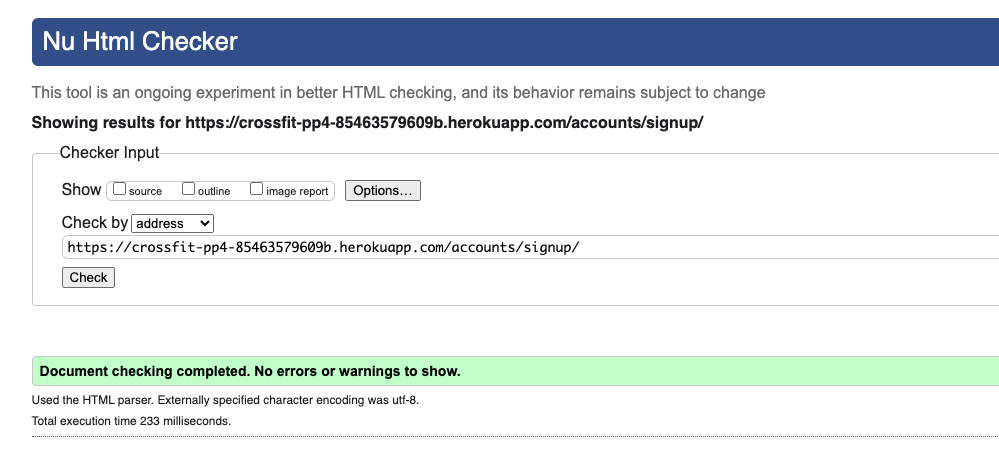 Nu Html Checker
This tool is an ongoing experiment in better HTML checking, and its behavior remains subject to change
Showing results for https://crossfit-pp4-85463579609b.herokuapp.com/accounts/signup/
Checker Input
Show source outline image report Options...
Check by address
https://crossfit-pp4-85463579609b.herokuapp.com/accounts/signup/
Check
Document checking completed. No errors or warnings to show.
Used the HTML parser. Externally specified character encoding was utf-8.
Total execution time 233 milliseconds.